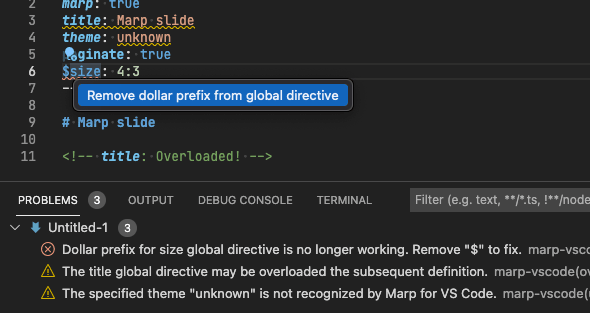 2 marp: true
3 title: Marp slide
4 theme: unknown
5 ginate: true
6 $size: 4:3
Remove dollar prefix from global directive
7 -
8
9 # Marp slide
10
11 <!-- title: Overloaded! -->
PROBLEMS 3 OUTPUT DEBUG CONSOLE TERMINAL Filter (e.g. text, **/*.ts, !**/node
Untitled-1 3
Dollar prefix for size global directive is no longer working. Remove "$" to fix. marp-vsco
The title global directive may be overloaded the subsequent definition. marp-vscode(ov
The specified theme "unknown" is not recognized by Marp for VS Code. marp-vscode(u